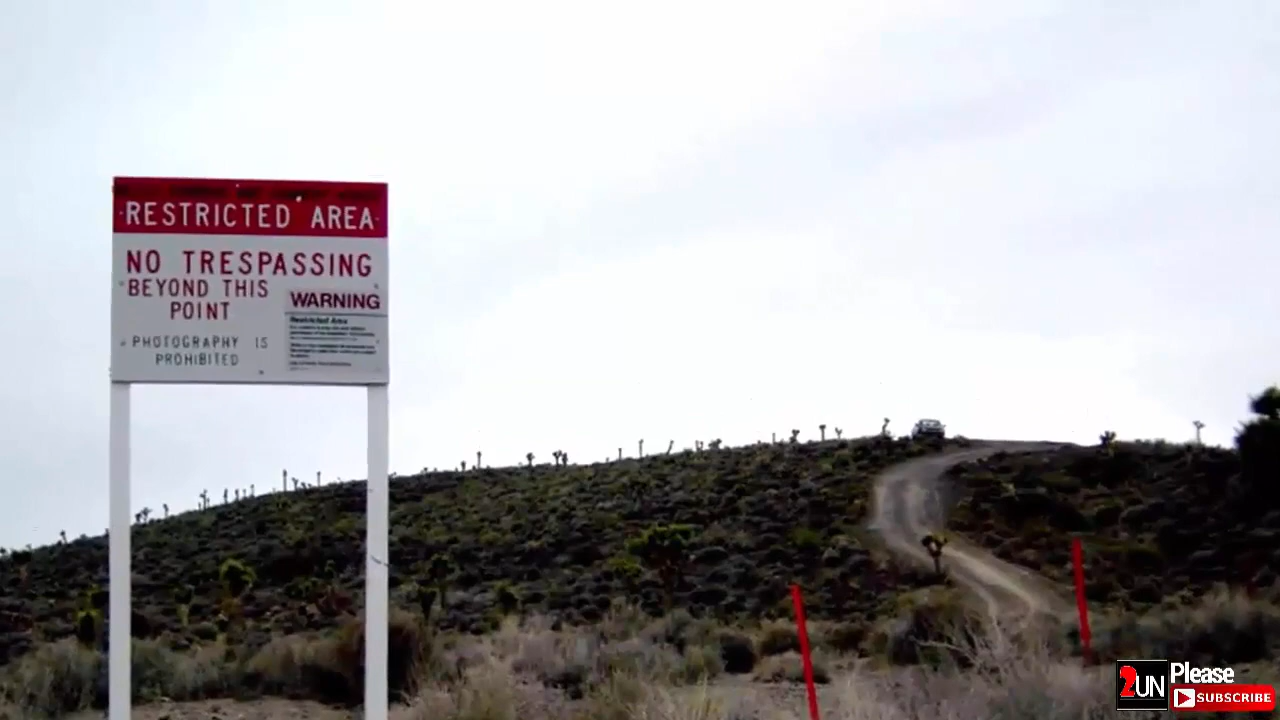 RESTRICTED AREA
NO TRESPASSING
BEYOND THIS
POINT
WARNING
Restricted Area
PHOTOGRAPHY IS
PROHIBITED
2UN
Please
SUBSCRIBE